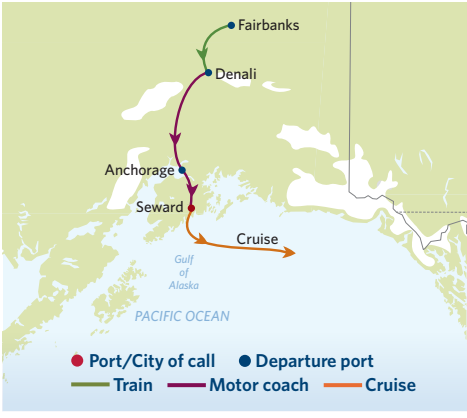 Fairbanks
Denali
Anchorage
Seward
Cruise
Gulf
of
Alaska
PACIFIC OCEAN
Port/City of call Departure port
Train Motor coach Cruise